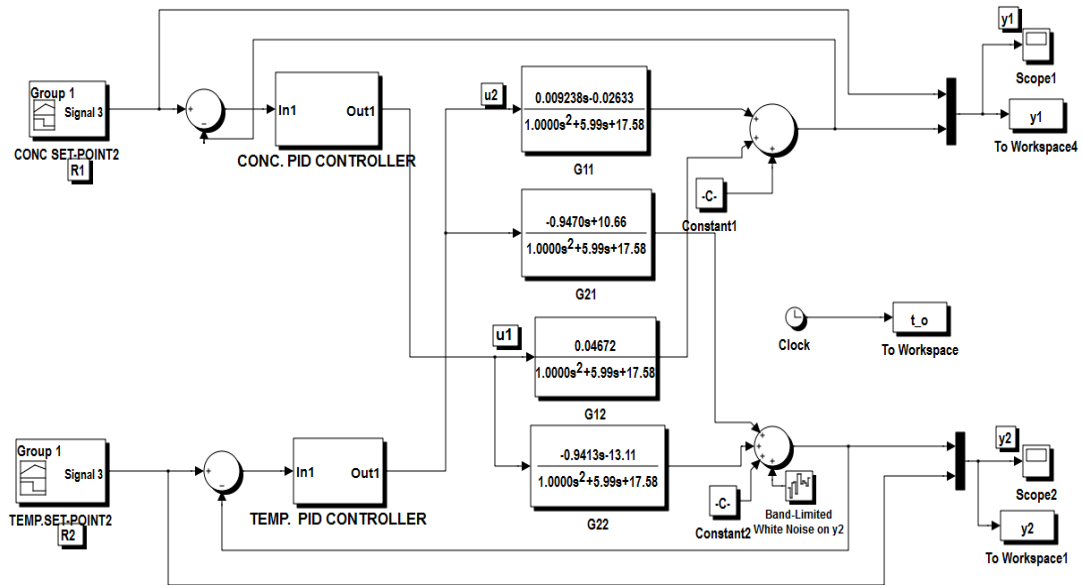 y1
Scope1
Group 1
Signal 3
CONC SET-POINT2
R1
+
−
In1
Out1
CONC. PID CONTROLLER
u2
0.009238s-0.02633
1.0000s²+5.99s+17.58
G11
+
+
+
y1
To Workspace4
-C-
Constant1
-0.9470s+10.66
1.0000s²+5.99s+17.58
G21
u1
0.04672
1.0000s²+5.99s+17.58
G12
Clock
t_o
To Workspace
Group 1
Signal 3
TEMP.SET-POINT2
R2
+
−
In1
Out1
TEMP. PID CONTROLLER
-0.9413s-13.11
1.0000s²+5.99s+17.58
G22
+
+
+
+
-C-
Constant2
Band-Limited
White Noise on y2
y2
Scope2
y2
To Workspace1